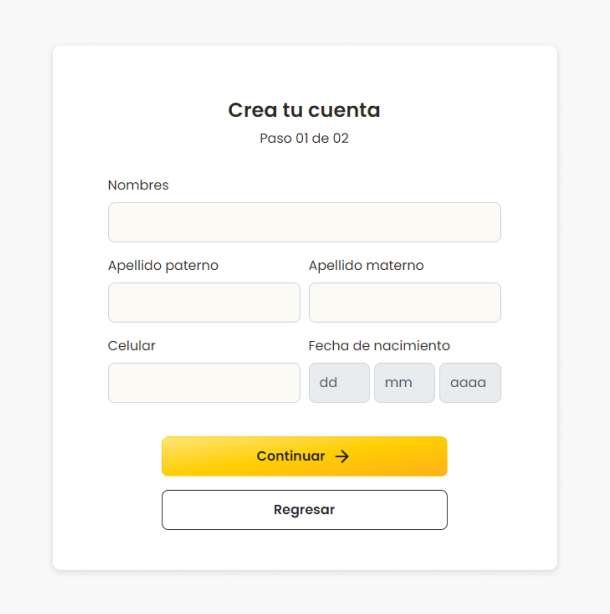 Crea tu cuenta
Paso 01 de 02
Nombres
Apellido paterno Apellido materno
Celular Fecha de nacimiento
dd mm aaaa
Continuar →
Regresar